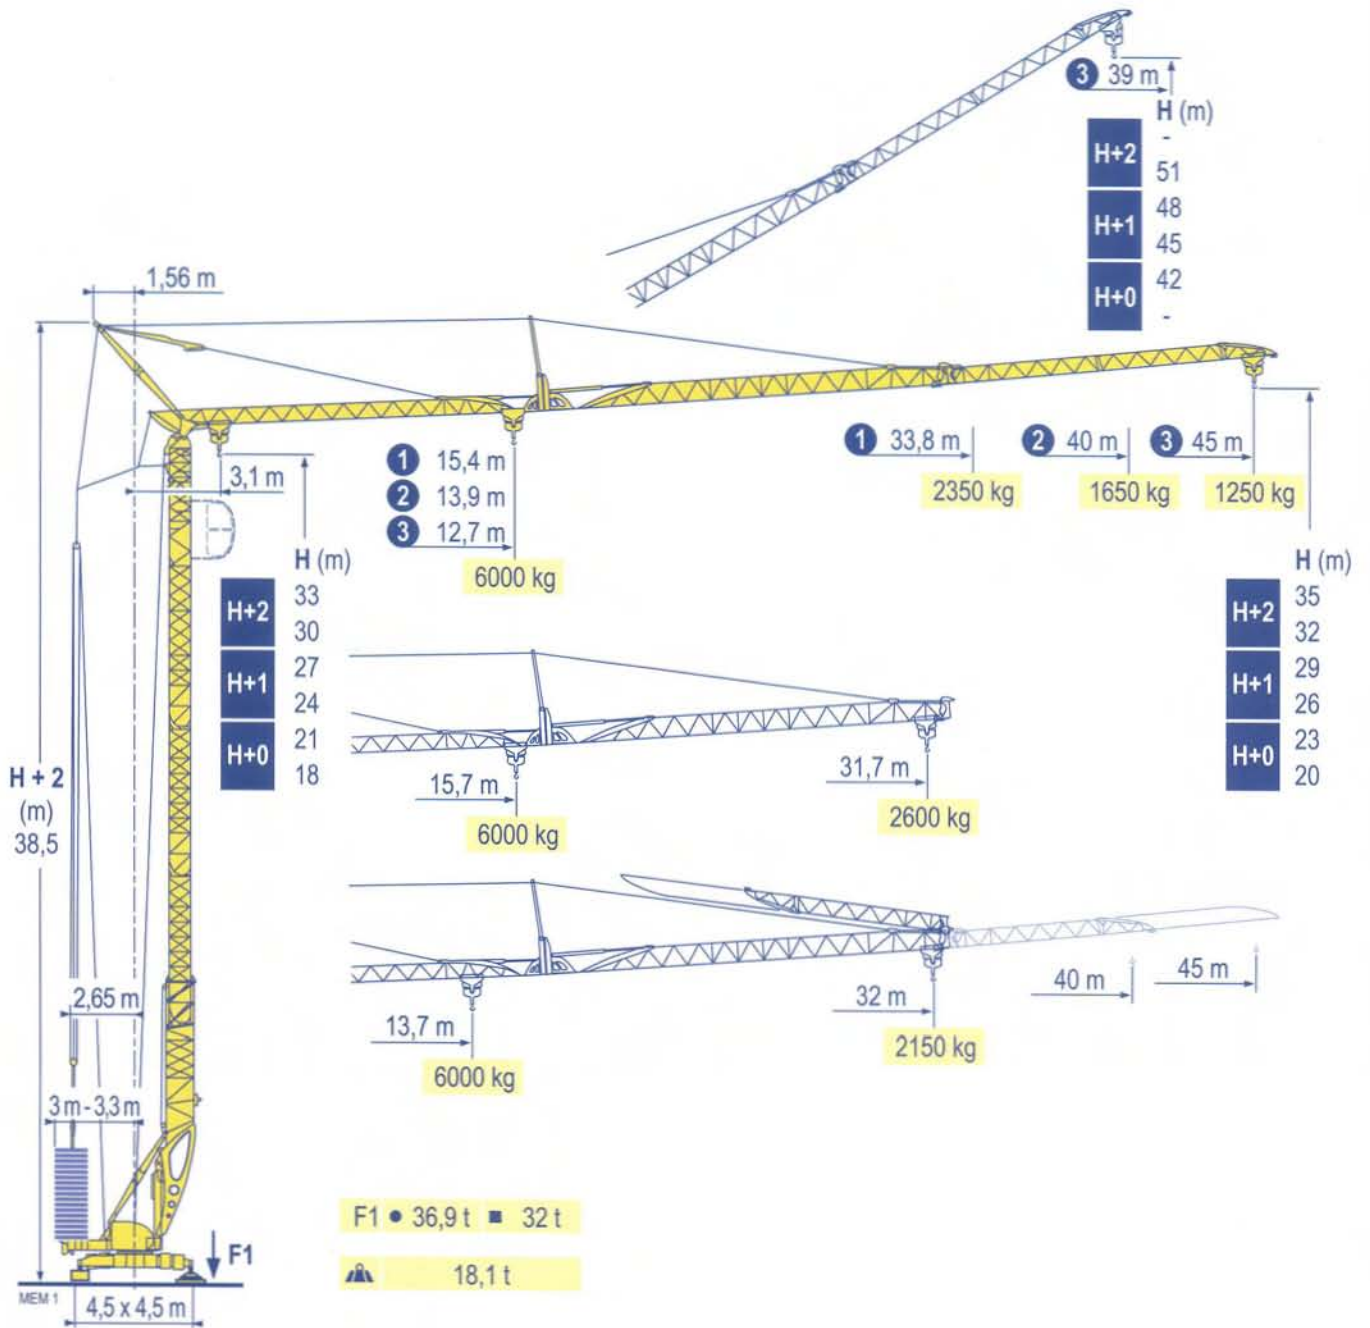 3 39 m
H (m)
H+2 -
51
H+1 48
45
H+0 42
-
1,56 m
3,1 m
1 15,4 m
2 13,9 m
3 12,7 m
6000 kg
1 33,8 m
2 40 m
3 45 m
2350 kg
1650 kg
1250 kg
H (m)
H+2 33
30
H+1 27
24
H+0 21
18
H (m)
H+2 35
32
H+1 29
26
H+0 23
20
15,7 m
6000 kg
31,7 m
2600 kg
H + 2
(m)
38,5
13,7 m
6000 kg
32 m
2150 kg
40 m
45 m
2,65 m
3 m - 3,3 m
F1
F1 ● 36,9 t ■ 32 t
18,1 t
MEM 1
4,5 x 4,5 m